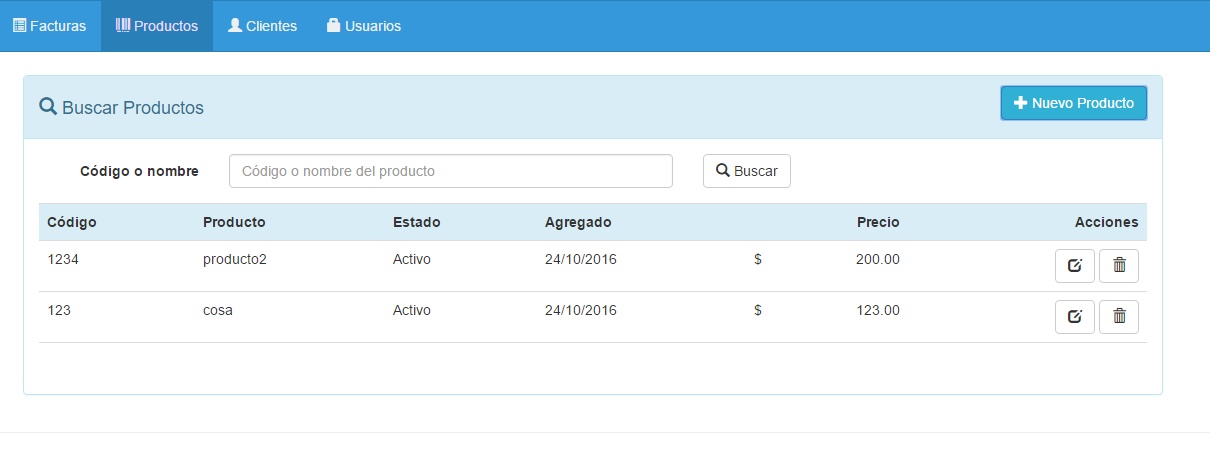 Facturas Productos Clientes Usuarios
Buscar Productos Nuevo Producto
Código o nombre Código o nombre del producto Buscar
Código Producto Estado Agregado Precio Acciones
1234 producto2 Activo 24/10/2016 $ 200.00
123 cosa Activo 24/10/2016 $ 123.00